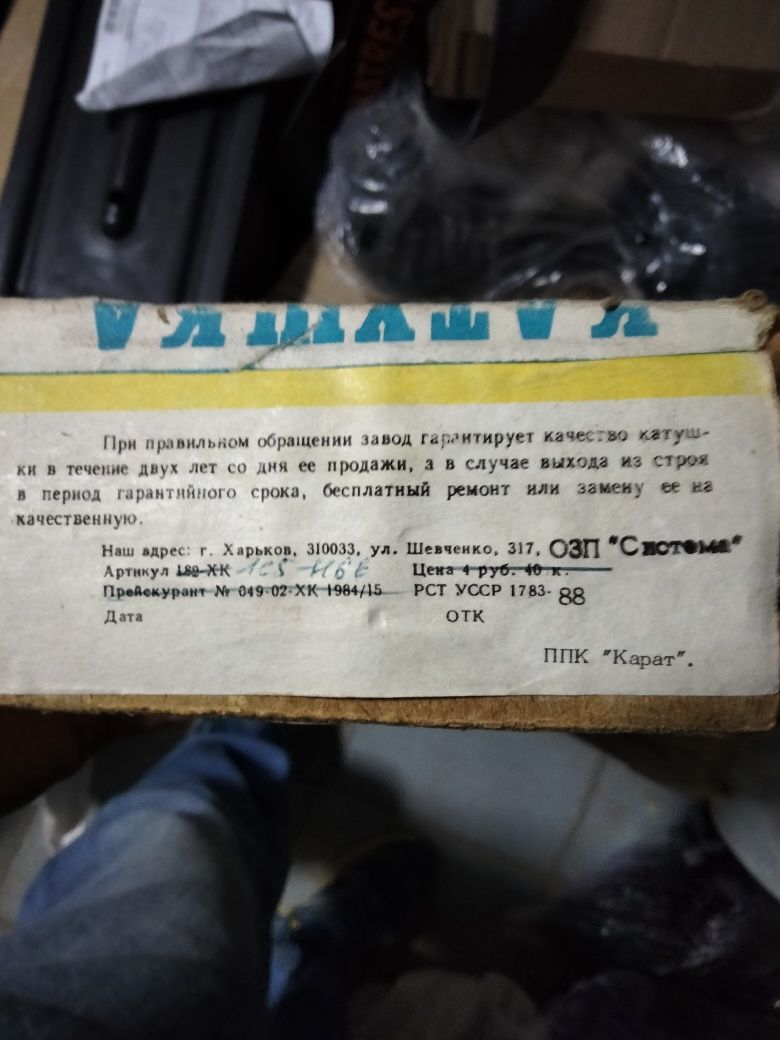 КАТУШКА
При правильном обращении завод гарантирует качество катуш-
ки в течение двух лет со дня ее продажи, а в случае выхода из строя
в период гарантийного срока, бесплатный ремонт или замену ее на
качественную.
Наш адрес: г. Харьков, 310033, ул. Шевченко, 317, ОЗП "Система"
Артикул 189-ХК Цена 4 руб. 40 к.
Прейскурант № 049-02-ХК 1984/15 РСТ УССР 1783-88
Дата ОТК
ППК "Карат".